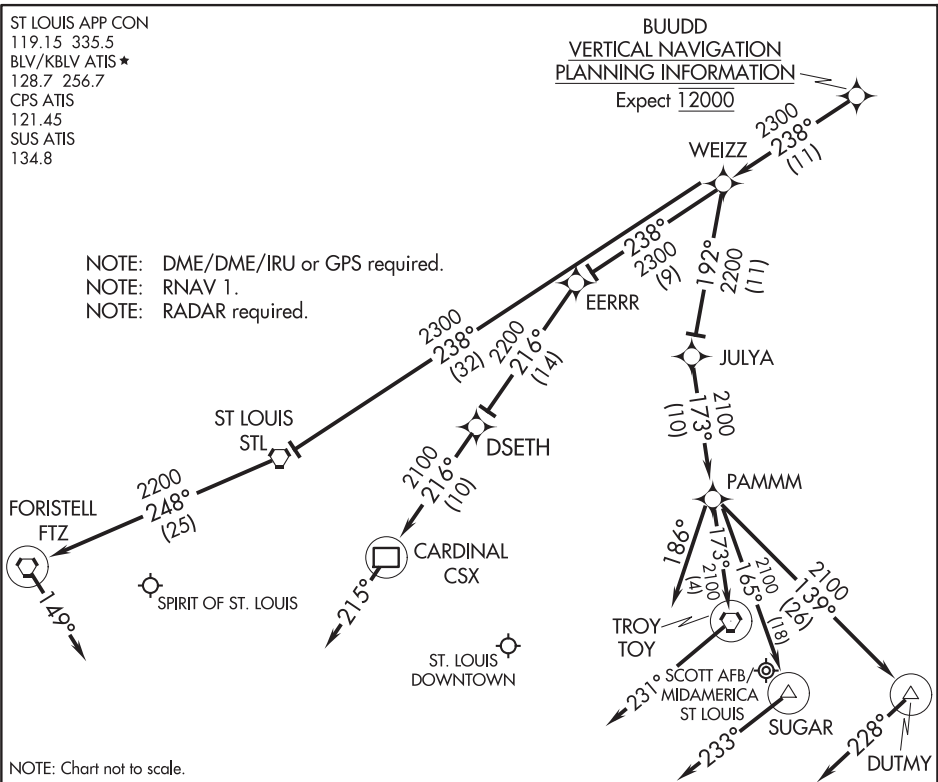 ST LOUIS APP CON
119.15 335.5
BLV/KBLV ATIS★
128.7 256.7
CPS ATIS
121.45
SUS ATIS
134.8
BUUDD
VERTICAL NAVIGATION
PLANNING INFORMATION
Expect 12000
2300
238°
(11)
WEIZZ
NOTE: DME/DME/IRU or GPS required.
NOTE: RNAV 1.
NOTE: RADAR required.
238°
2300
(9)
192°
2200
(11)
EERRR
2300
238°
(32)
2200
216°
(14)
JULYA
2100
173°
(10)
ST LOUIS
STL
DSETH
2100
216°
(10)
PAMMM
2200
248°
(25)
FORISTELL
FTZ
149°
SPIRIT OF ST. LOUIS
CARDINAL
CSX
215°
186°
173°
2100
(4)
2100
165°
(18)
2100
139°
(26)
TROY
TOY
231°
ST. LOUIS
DOWNTOWN
SCOTT AFB/
MIDAMERICA
ST LOUIS
SUGAR
233°
228°
DUTMY
NOTE: Chart not to scale.